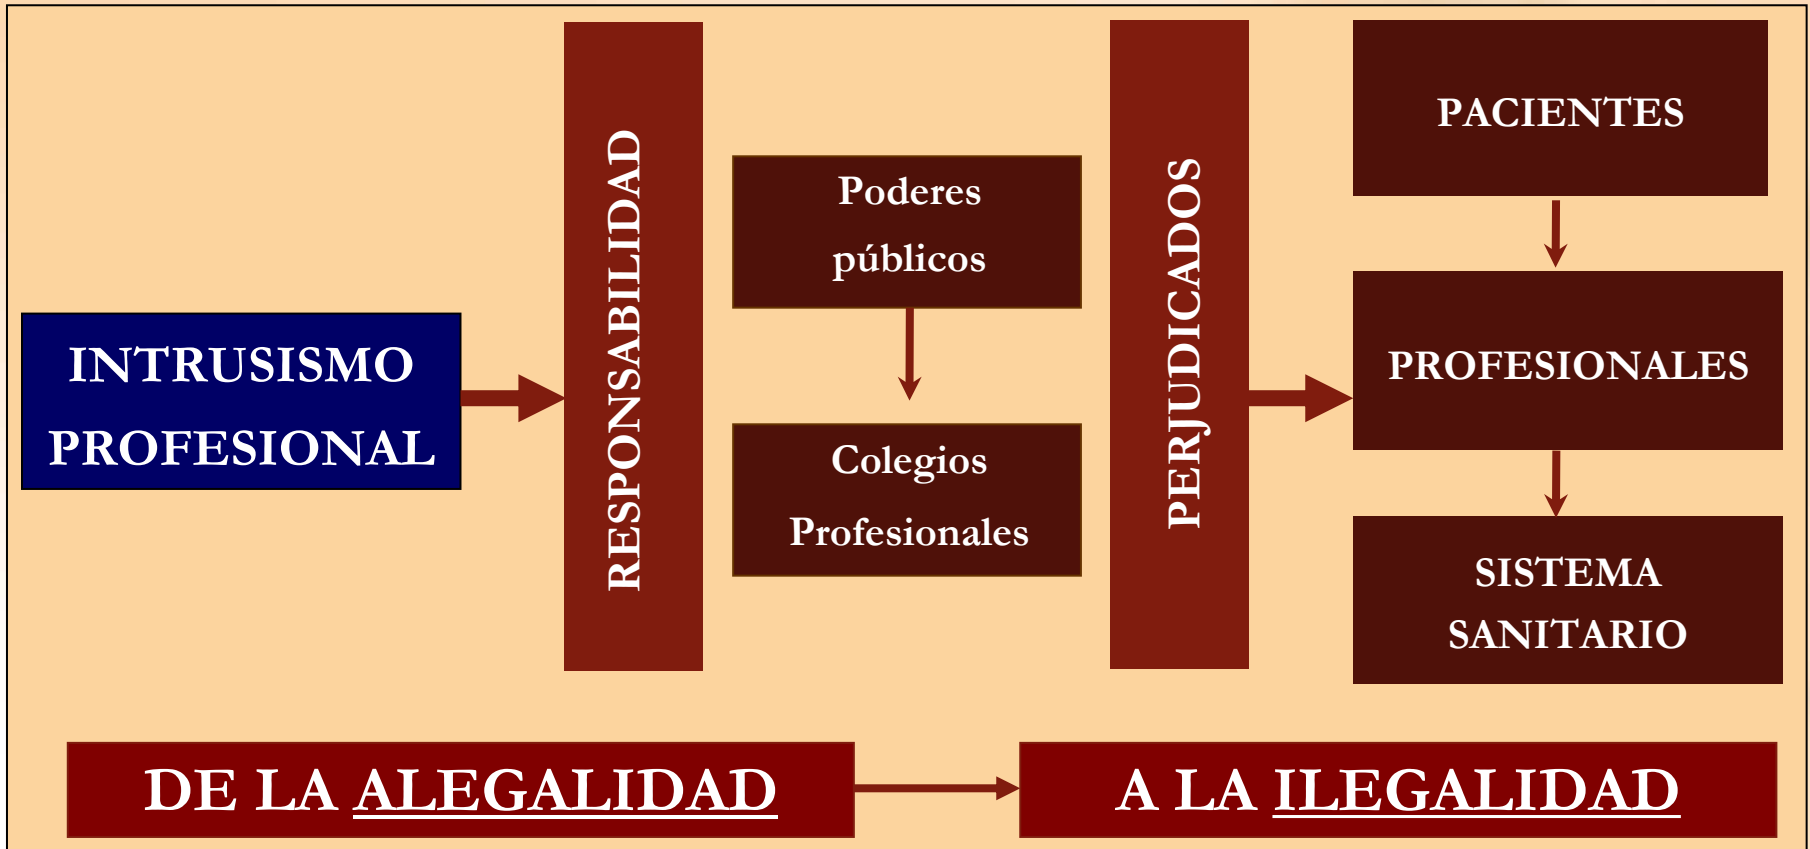 INTRUSISMO
PROFESIONAL
RESPONSABILIDAD
Poderes
públicos
Colegios
Profesionales
PERJUDICADOS
PACIENTES
PROFESIONALES
SISTEMA
SANITARIO
DE LA ALEGALIDAD
A LA ILEGALIDAD